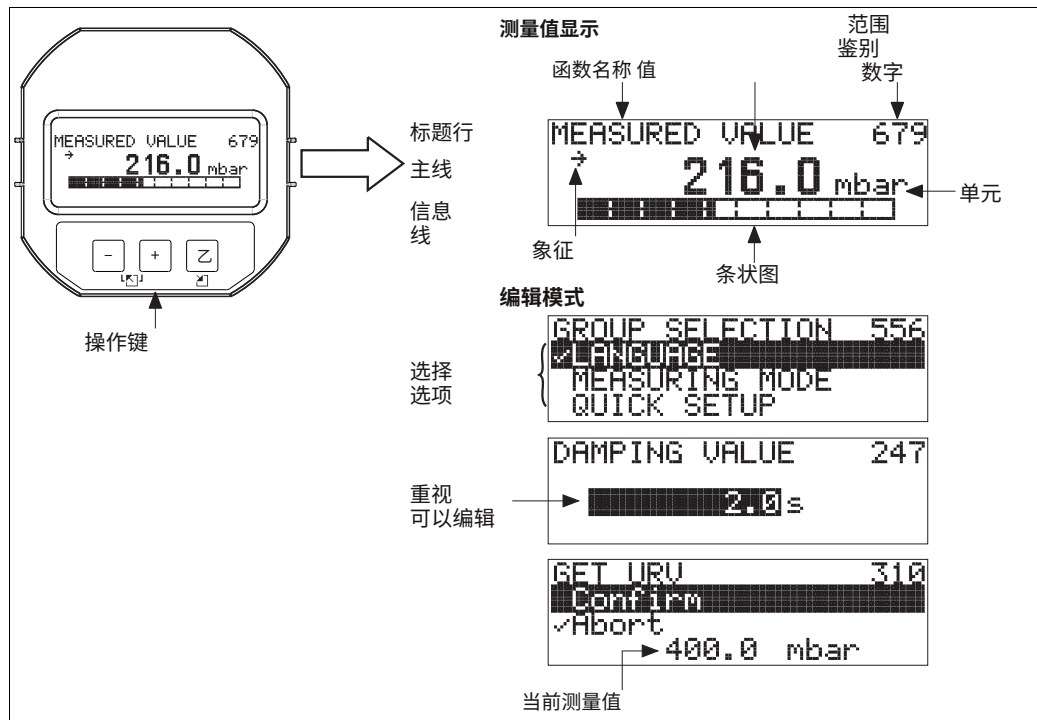 MEASURED VALUE 679
→ 216.0 mbar
- + 乙
操作键
标题行
主线
信息
线
测量值显示
函数名称 值
范围
鉴别
数字
MEASURED VALUE 679
→ 216.0 mbar
单元
象征
条状图
编辑模式
选择
选项
GROUP SELECTION 556
✓LANGUAGE
MEASURING MODE
QUICK SETUP
重视
可以编辑
DAMPING VALUE 247
2.0 s
GET URV 310
Confirm
✓Abort
400.0 mbar
当前测量值